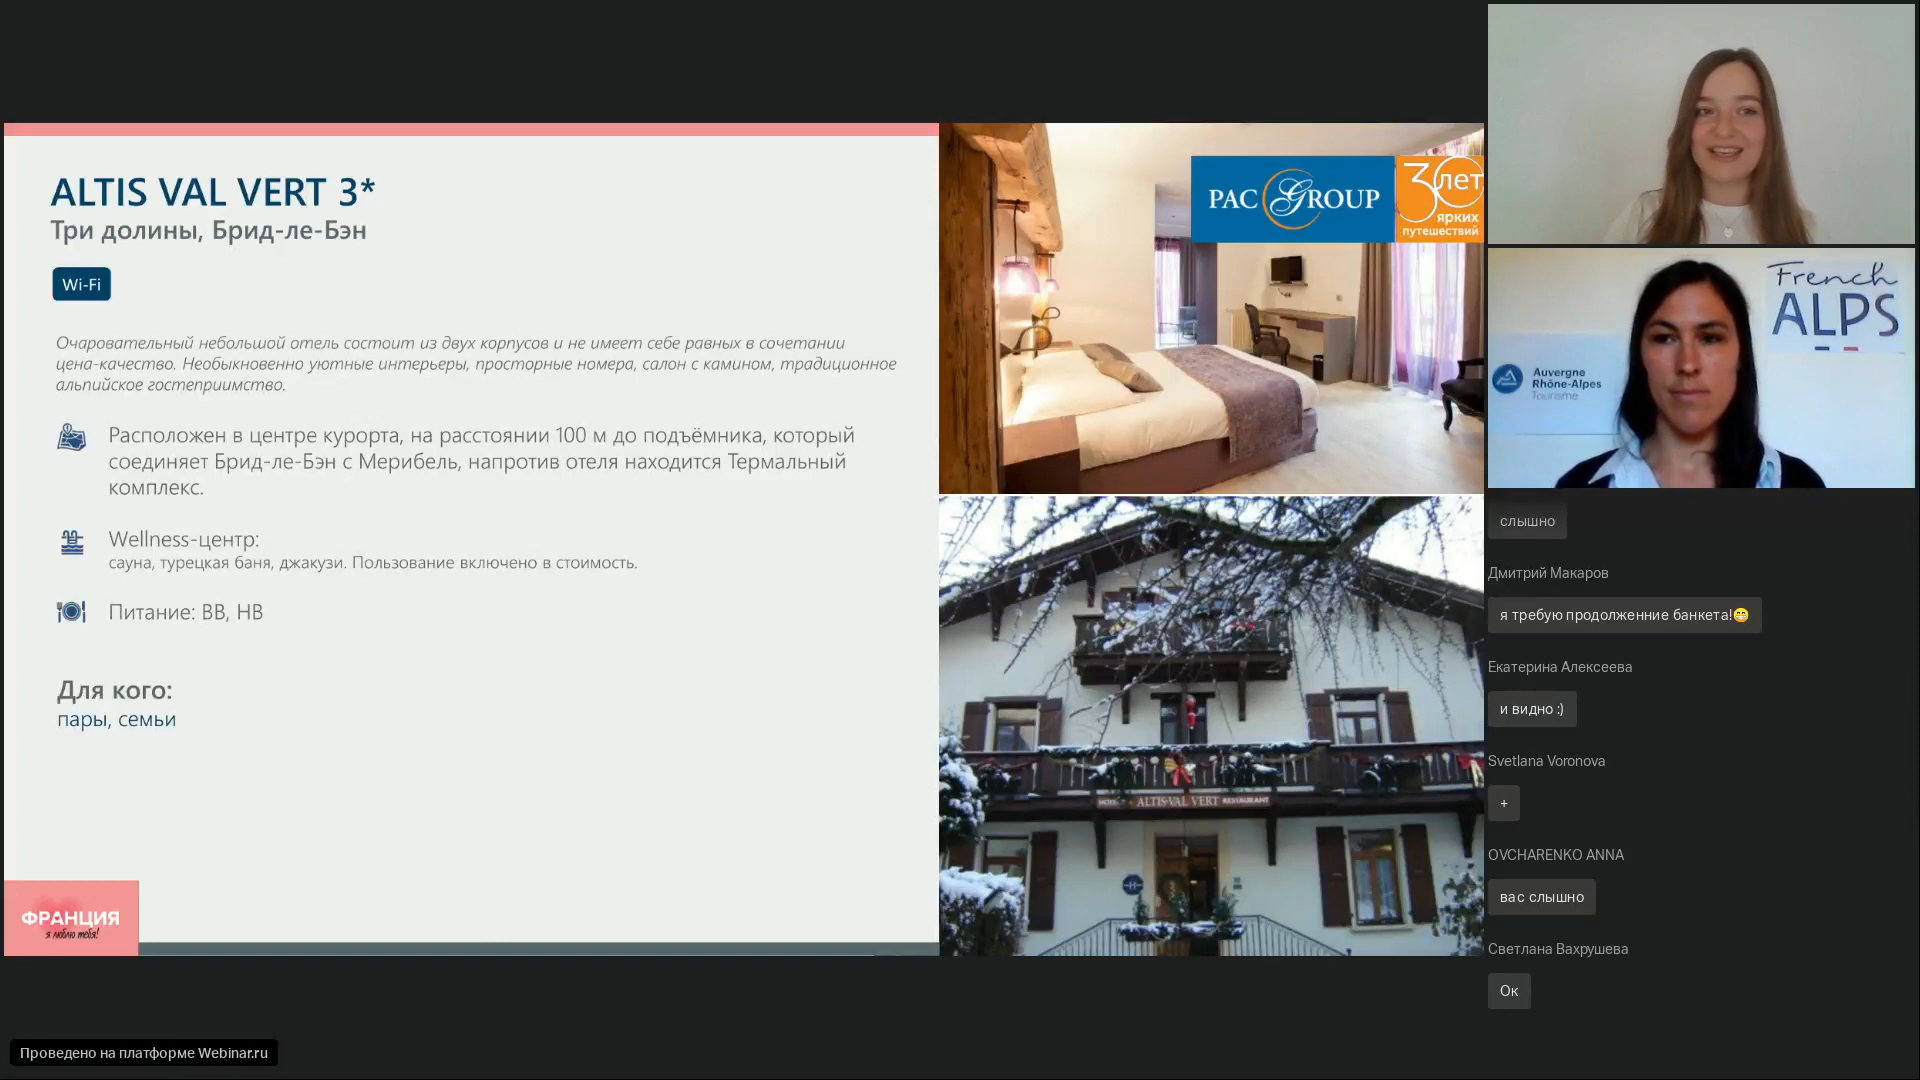 ALTIS VAL VERT 3*
Три долины, Брид-ле-Бэн
Wi-Fi
Очаровательный небольшой отель состоит из двух корпусов и не имеет себе равных в сочетании
цена-качество. Необыкновенно уютные интерьеры, просторные номера, салон с камином, традиционное
альпийское гостеприимство.
Расположен в центре курорта, на расстоянии 100 м до подъёмника, который
соединяет Брид-ле-Бэн с Мерибель, напротив отеля находится Термальный
комплекс.
Wellness-центр:
сауна, турецкая баня, джакузи. Пользование включено в стоимость.
Питание: BB, HB
Для кого:
пары, семьи
ФРАНЦИЯ
я люблю тебя!
PAC GROUP
30 лет
ярких
путешествий
HOTEL ALTIS-VAL VERT RESTAURANT
French
ALPS
Auvergne
Rhône-Alpes
Tourisme
слышно
Дмитрий Макаров
я требую продолженние банкета!😁
Екатерина Алексеева
и видно :)
Svetlana Voronova
+
OVCHARENKO ANNA
вас слышно
Светлана Вахрушева
Ок
Проведено на платформе Webinar.ru